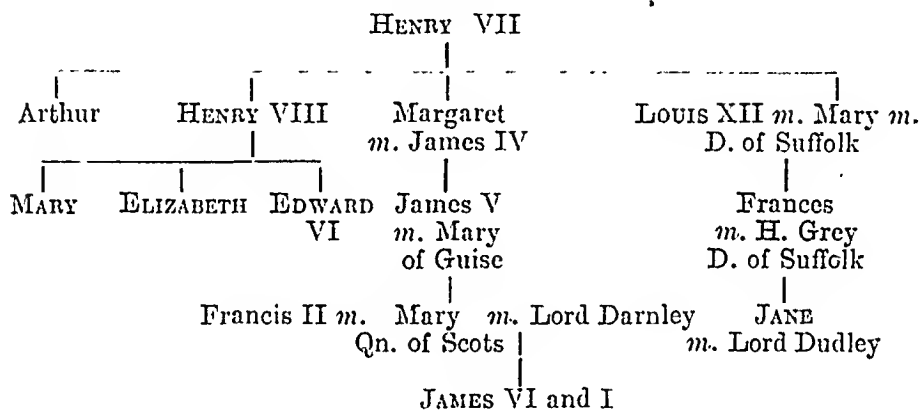 HENRY VII
Arthur HENRY VIII Margaret LOUIS XII m. Mary m.
m. James IV D. of Suffolk
MARY ELIZABETH EDWARD James V Frances
VI m. Mary m. H. Grey
of Guise D. of Suffolk
Francis II m. Mary m. Lord Darnley JANE
Qn. of Scots m. Lord Dudley
JAMES VI and I